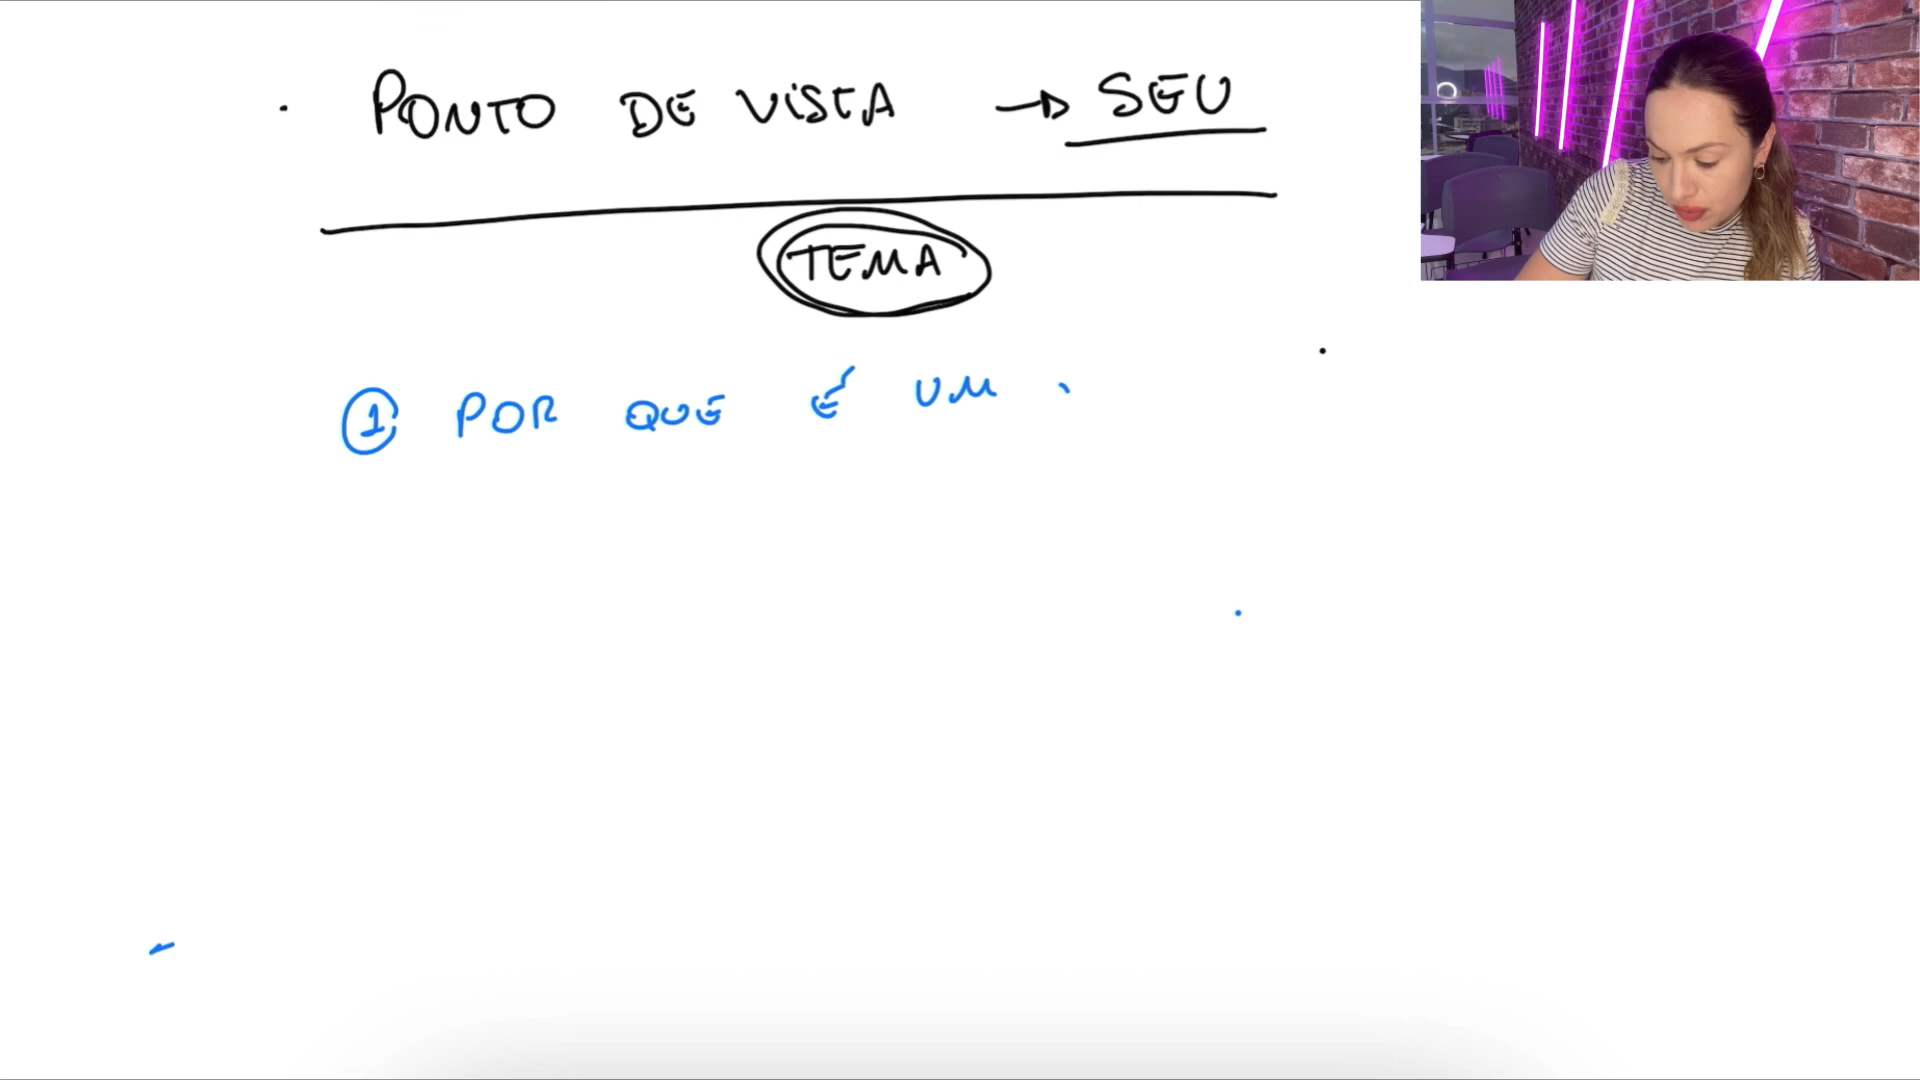 PONTO DE VISTA → SEU
TEMA
① POR QUE É UM